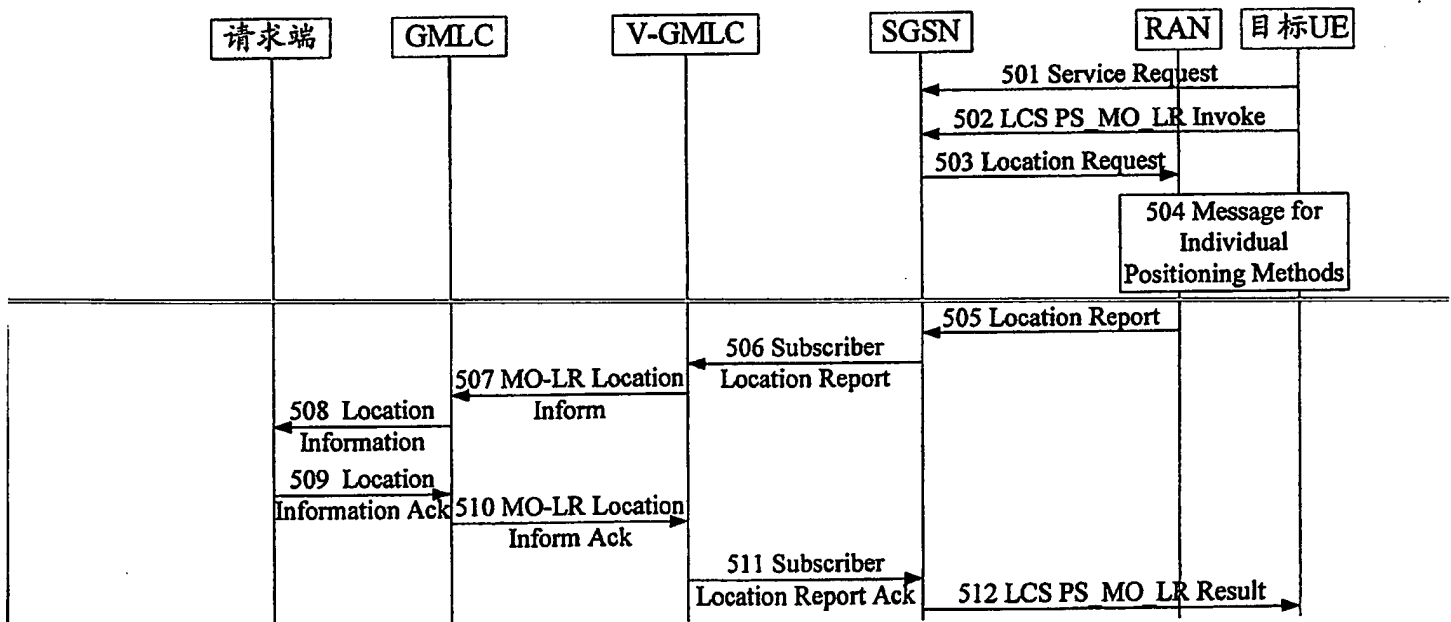 请求端
GMLC
V-GMLC
SGSN
RAN
目标UE
501 Service Request
502 LCS PS_MO_LR Invoke
503 Location Request
504 Message for
Individual
Positioning Methods
505 Location Report
506 Subscriber
Location Report
507 MO-LR Location
Inform
508 Location
Information
509 Location
Information Ack
510 MO-LR Location
Inform Ack
511 Subscriber
Location Report Ack
512 LCS PS_MO_LR Result